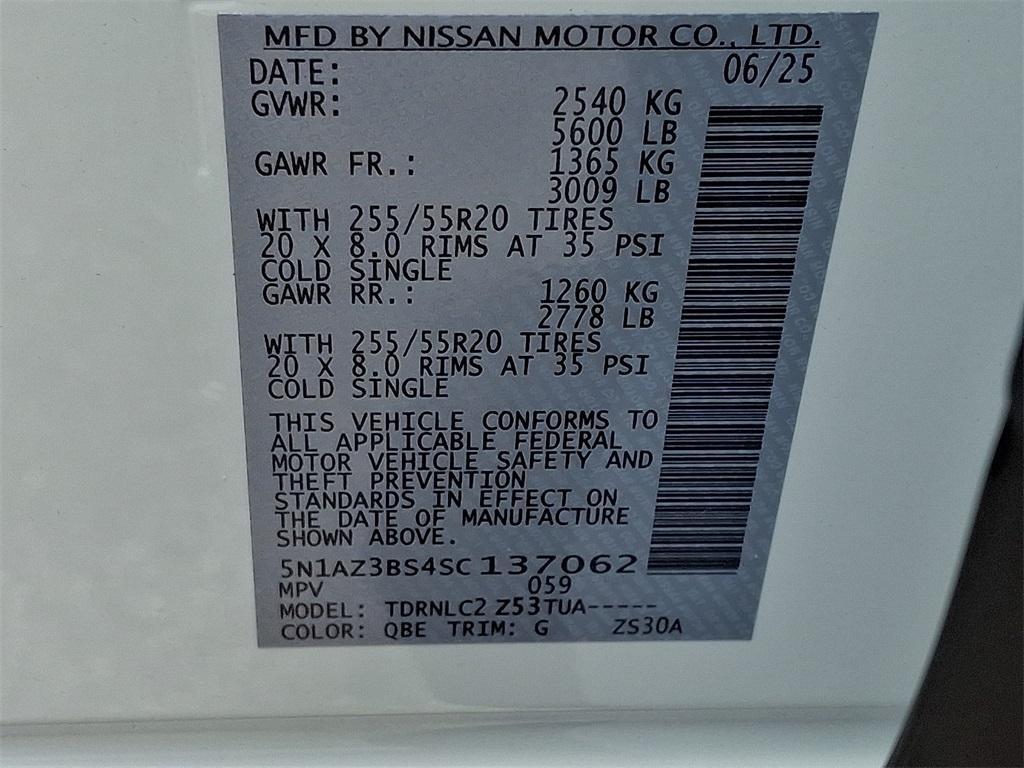 MFD BY NISSAN MOTOR CO., LTD.
DATE: 06/25
GVWR: 2540 KG
5600 LB
GAWR FR.: 1365 KG
3009 LB
WITH 255/55R20 TIRES
20 X 8.0 RIMS AT 35 PSI
COLD SINGLE
GAWR RR.: 1260 KG
2778 LB
WITH 255/55R20 TIRES
20 X 8.0 RIMS AT 35 PSI
COLD SINGLE
THIS VEHICLE CONFORMS TO
ALL APPLICABLE FEDERAL
MOTOR VEHICLE SAFETY AND
THEFT PREVENTION
STANDARDS IN EFFECT ON
THE DATE OF MANUFACTURE
SHOWN ABOVE.
5N1AZ3BS4SC137062
MPV 059
MODEL: TDRNLC2 Z53TUA-----
COLOR: QBE TRIM: G ZS30A